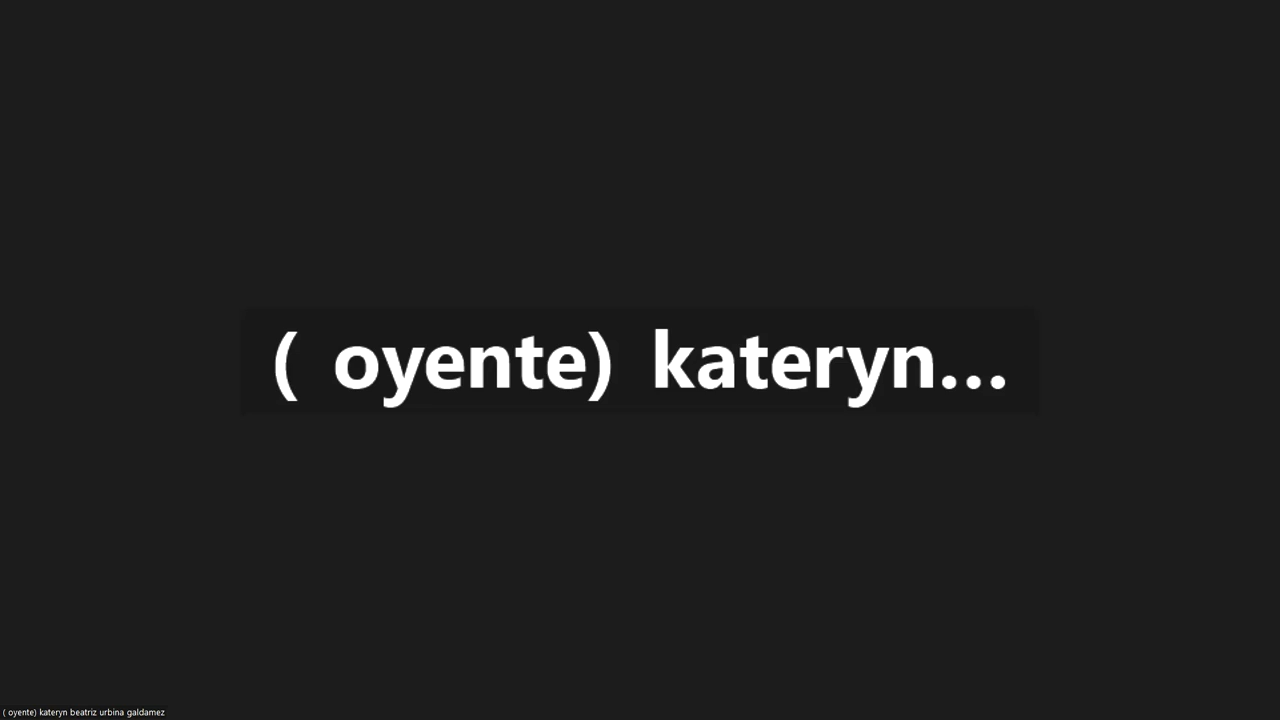 ( oyente) kateryn...
( oyente) kateryn beatriz urbina galdamez